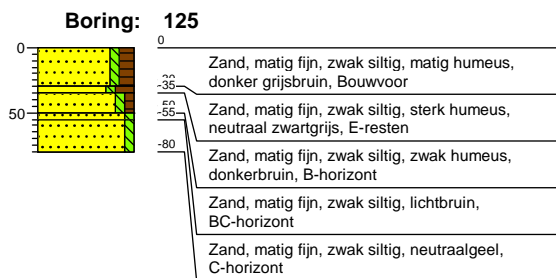 Boring: 125
0
50
0
-35
-55
-80
Zand, matig fijn, zwak siltig, matig humeus,
donker grijsbruin, Bouwvoor
Zand, matig fijn, zwak siltig, sterk humeus,
neutraal zwartgrijs, E-resten
Zand, matig fijn, zwak siltig, zwak humeus,
donkerbruin, B-horizont
Zand, matig fijn, zwak siltig, lichtbruin,
BC-horizont
Zand, matig fijn, zwak siltig, neutraalgeel,
C-horizont